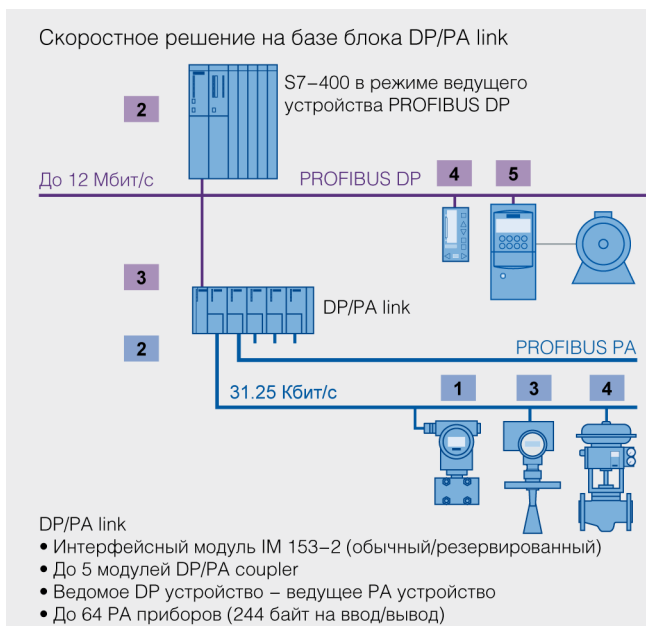 Скоростное решение на базе блока DP/PA link
S7–400 в режиме ведущего
устройства PROFIBUS DP
2
До 12 Мбит/с
PROFIBUS DP
4
5
3
DP/PA link
2
PROFIBUS PA
31.25 Кбит/с
1
3
4
DP/PA link
• Интерфейсный модуль IM 153–2 (обычный/резервированный)
• До 5 модулей DP/PA coupler
• Ведомое DP устройство – ведущее PA устройство
• До 64 PA приборов (244 байт на ввод/вывод)